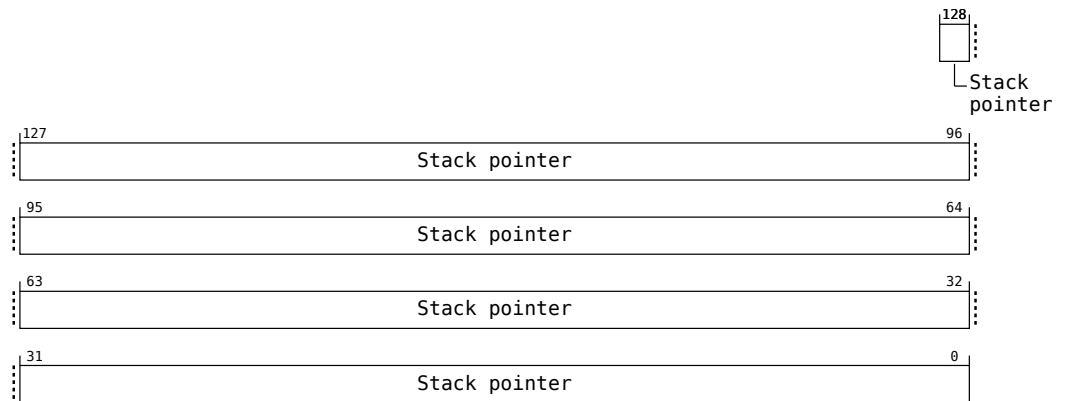 128
Stack
pointer
127 96
Stack pointer
95 64
Stack pointer
63 32
Stack pointer
31 0
Stack pointer